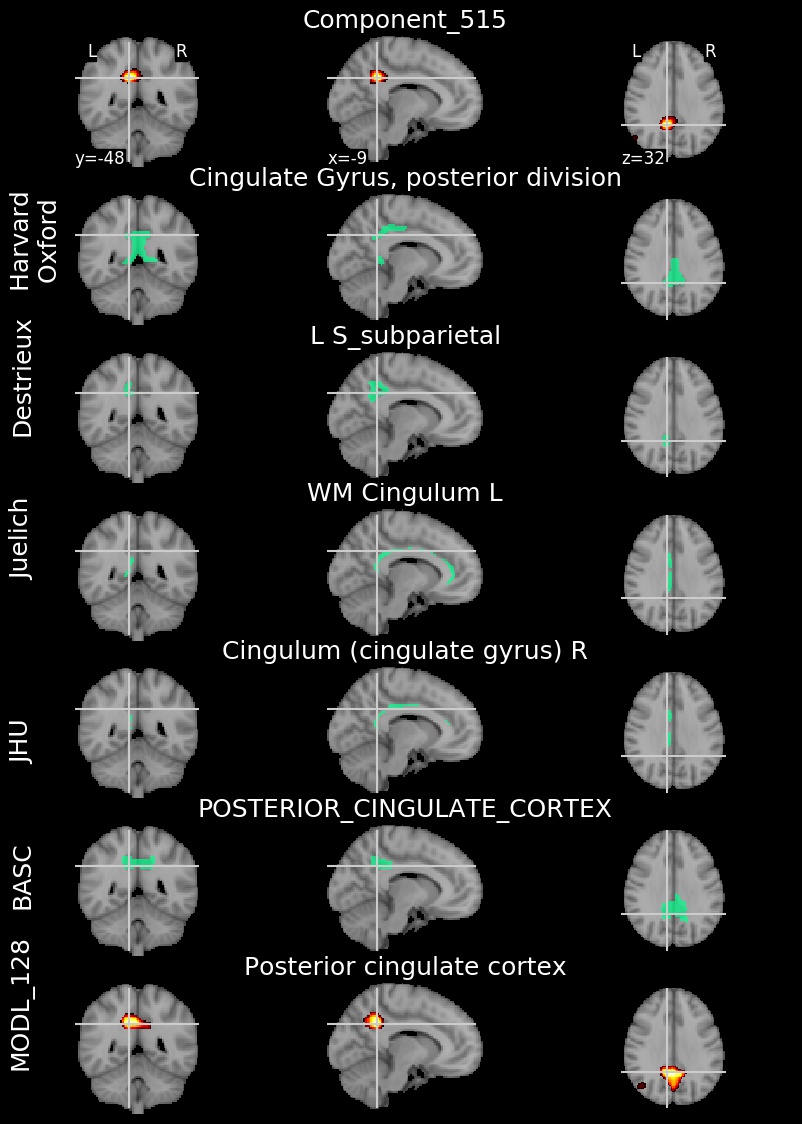 Component_515
L R
L R
y=-48
x=-9
z=32
Cingulate Gyrus, posterior division
Harvard
Oxford
L S_subparietal
Destrieux
WM Cingulum L
Juelich
Cingulum (cingulate gyrus) R
JHU
POSTERIOR_CINGULATE_CORTEX
BASC
Posterior cingulate cortex
MODL_128